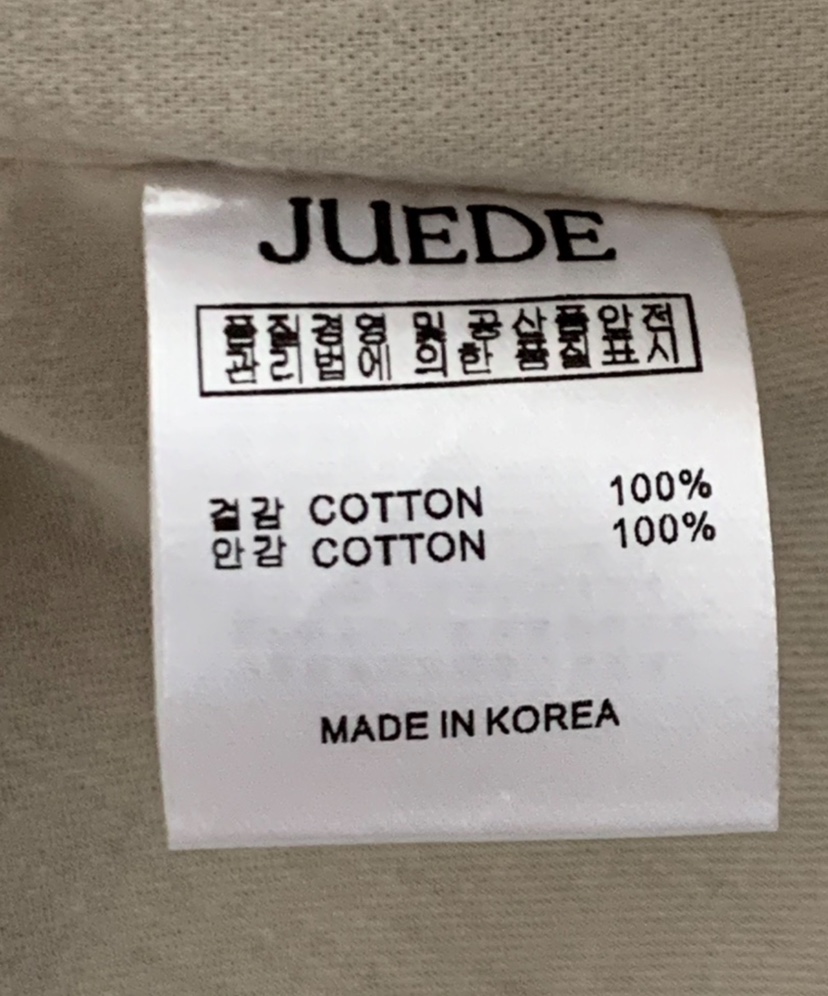 JUEDE
품질경영 및 공산품안전
관리법에 의한 품질표시
겉감 COTTON 100%
안감 COTTON 100%
MADE IN KOREA